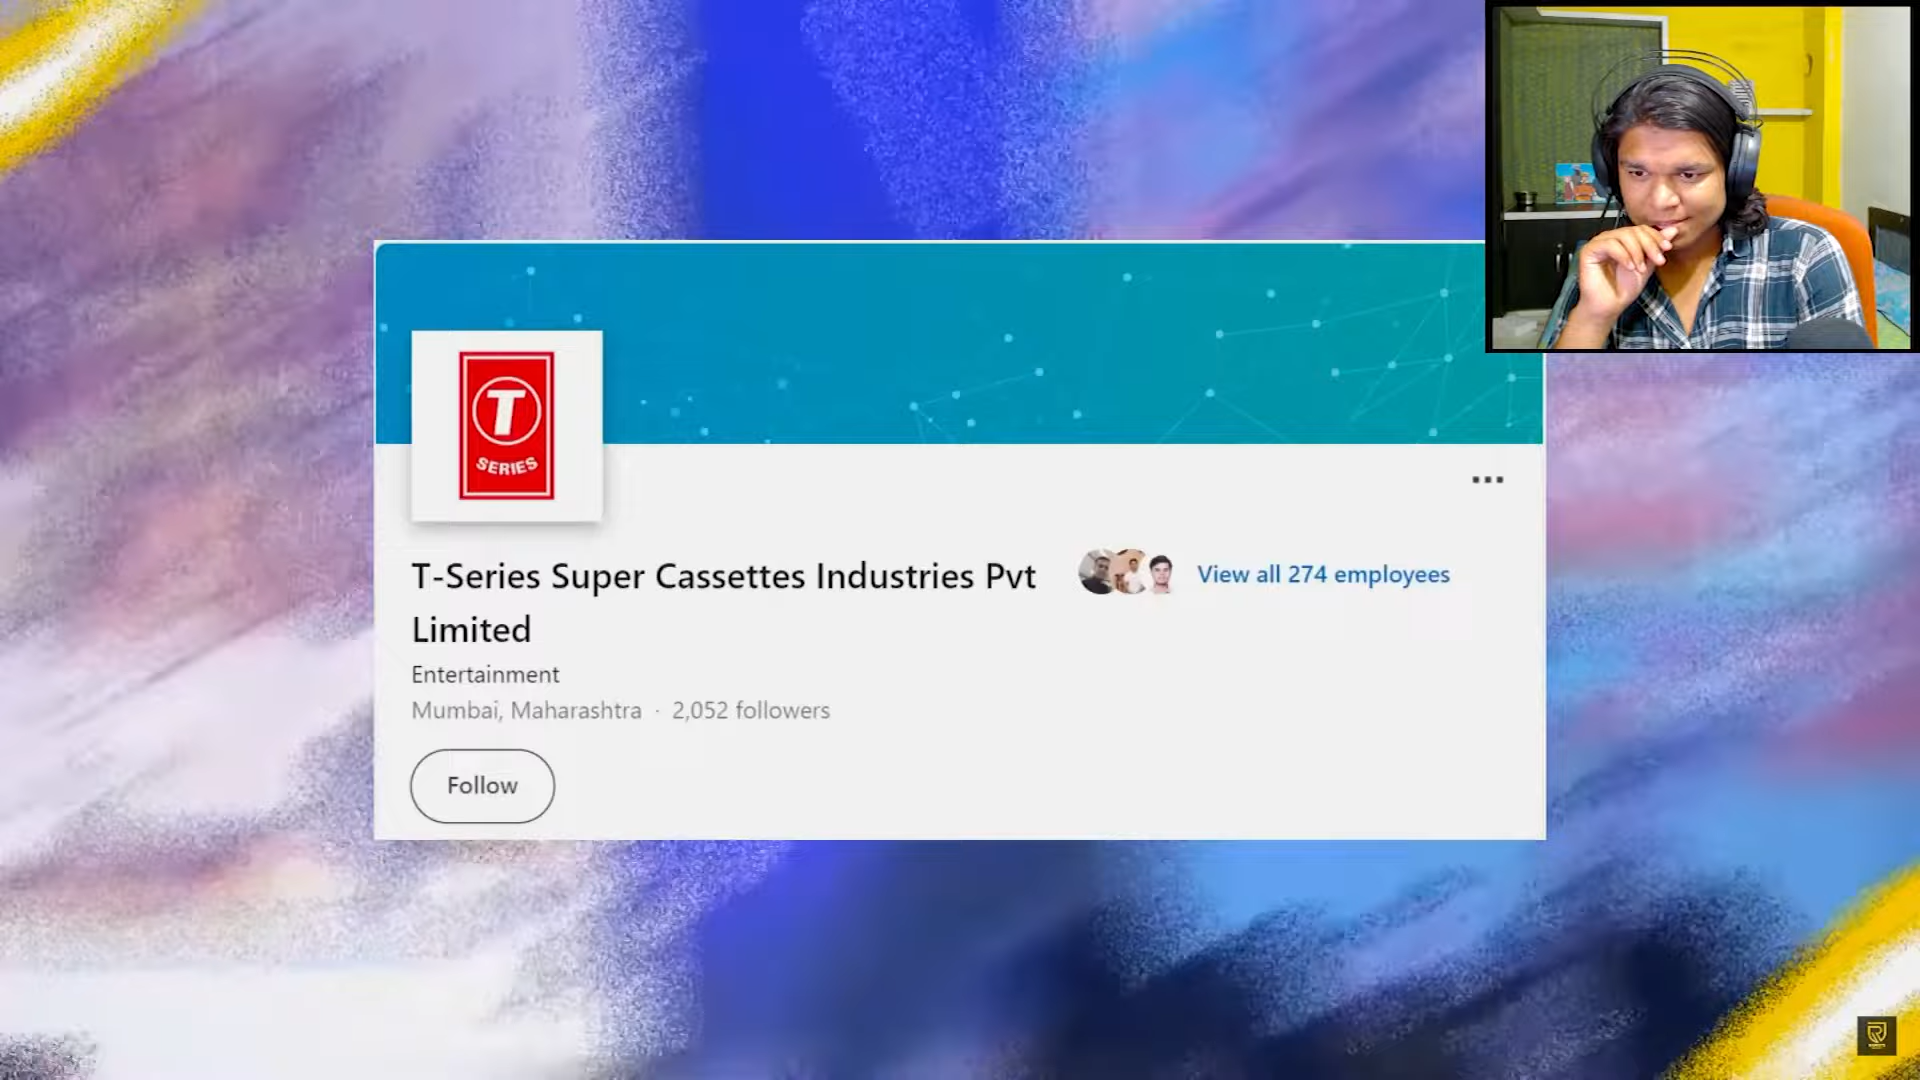 T
SERIES
T-Series Super Cassettes Industries Pvt
Limited
View all 274 employees
Entertainment
Mumbai, Maharashtra · 2,052 followers
Follow